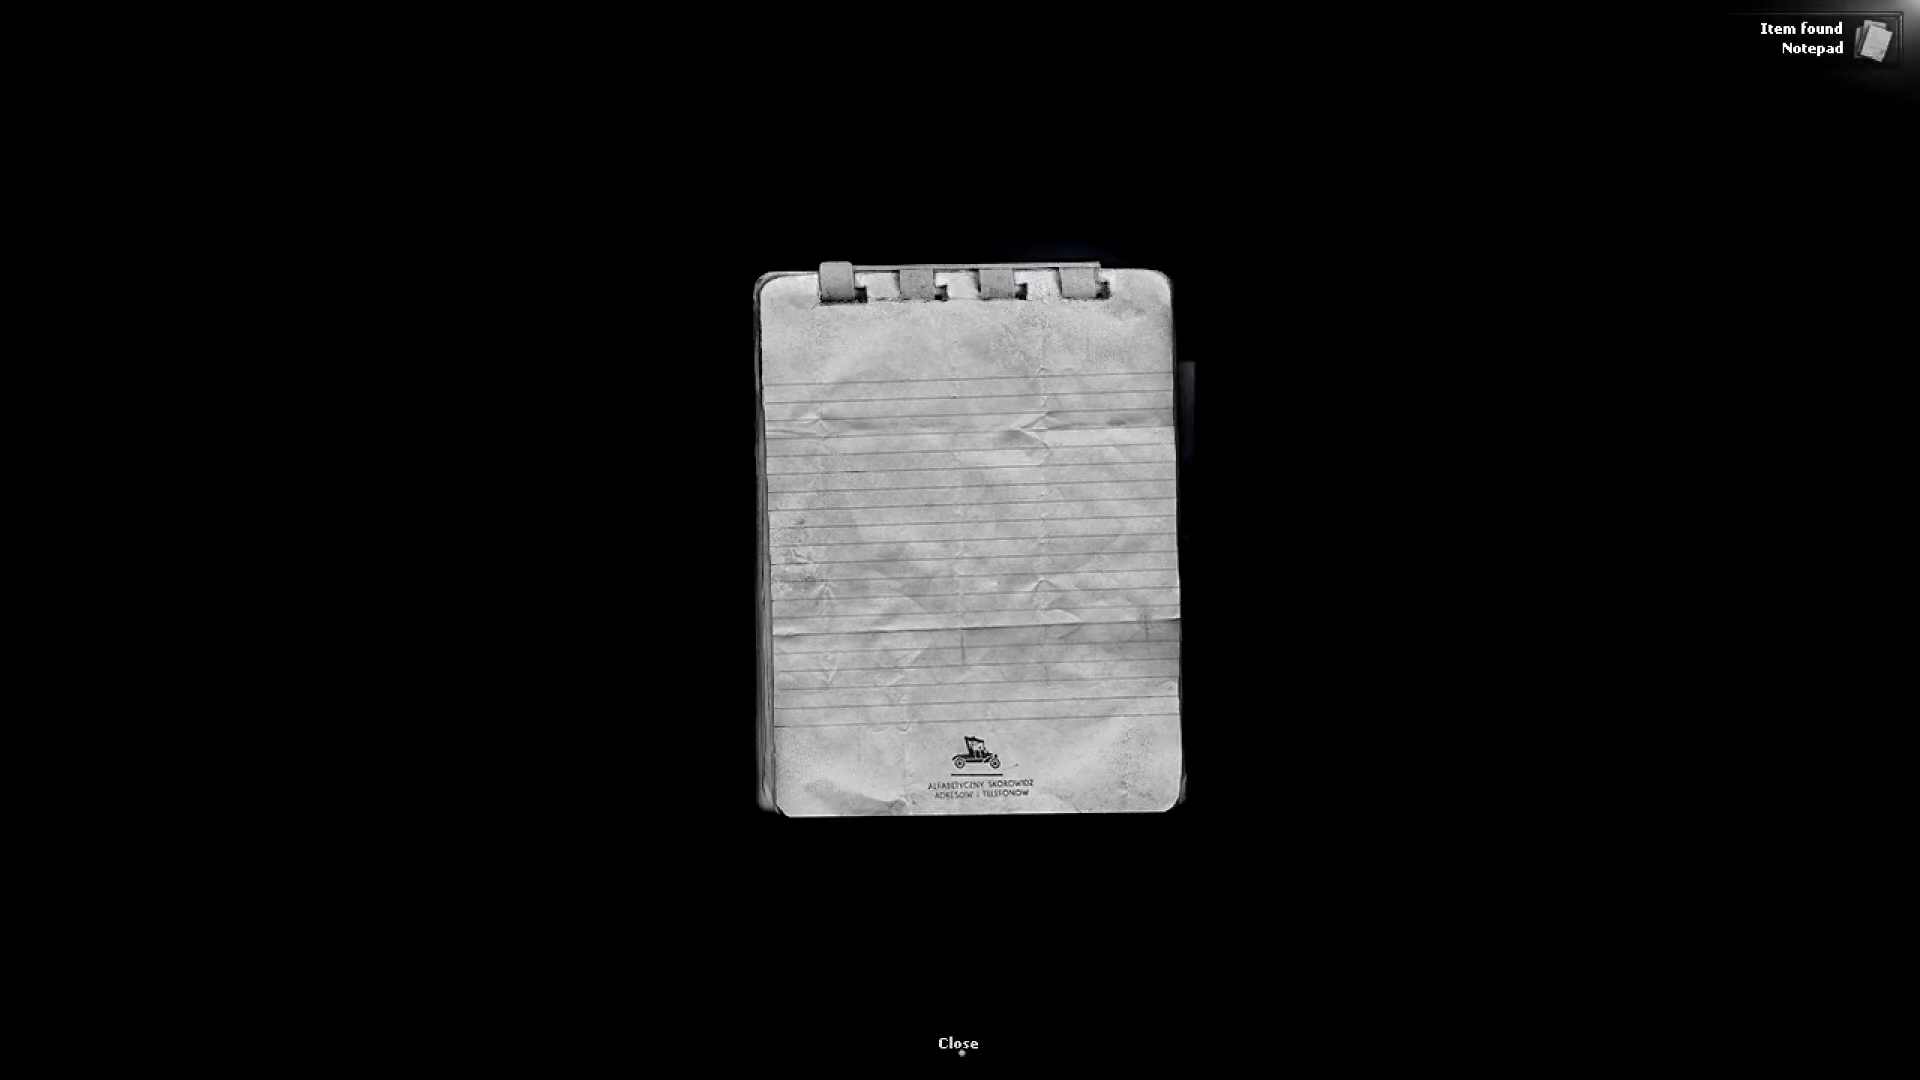 Item found
Notepad
ALFABETYCZNY SKOROWIDZ
ADRESÓW i TELEFONÓW
Close